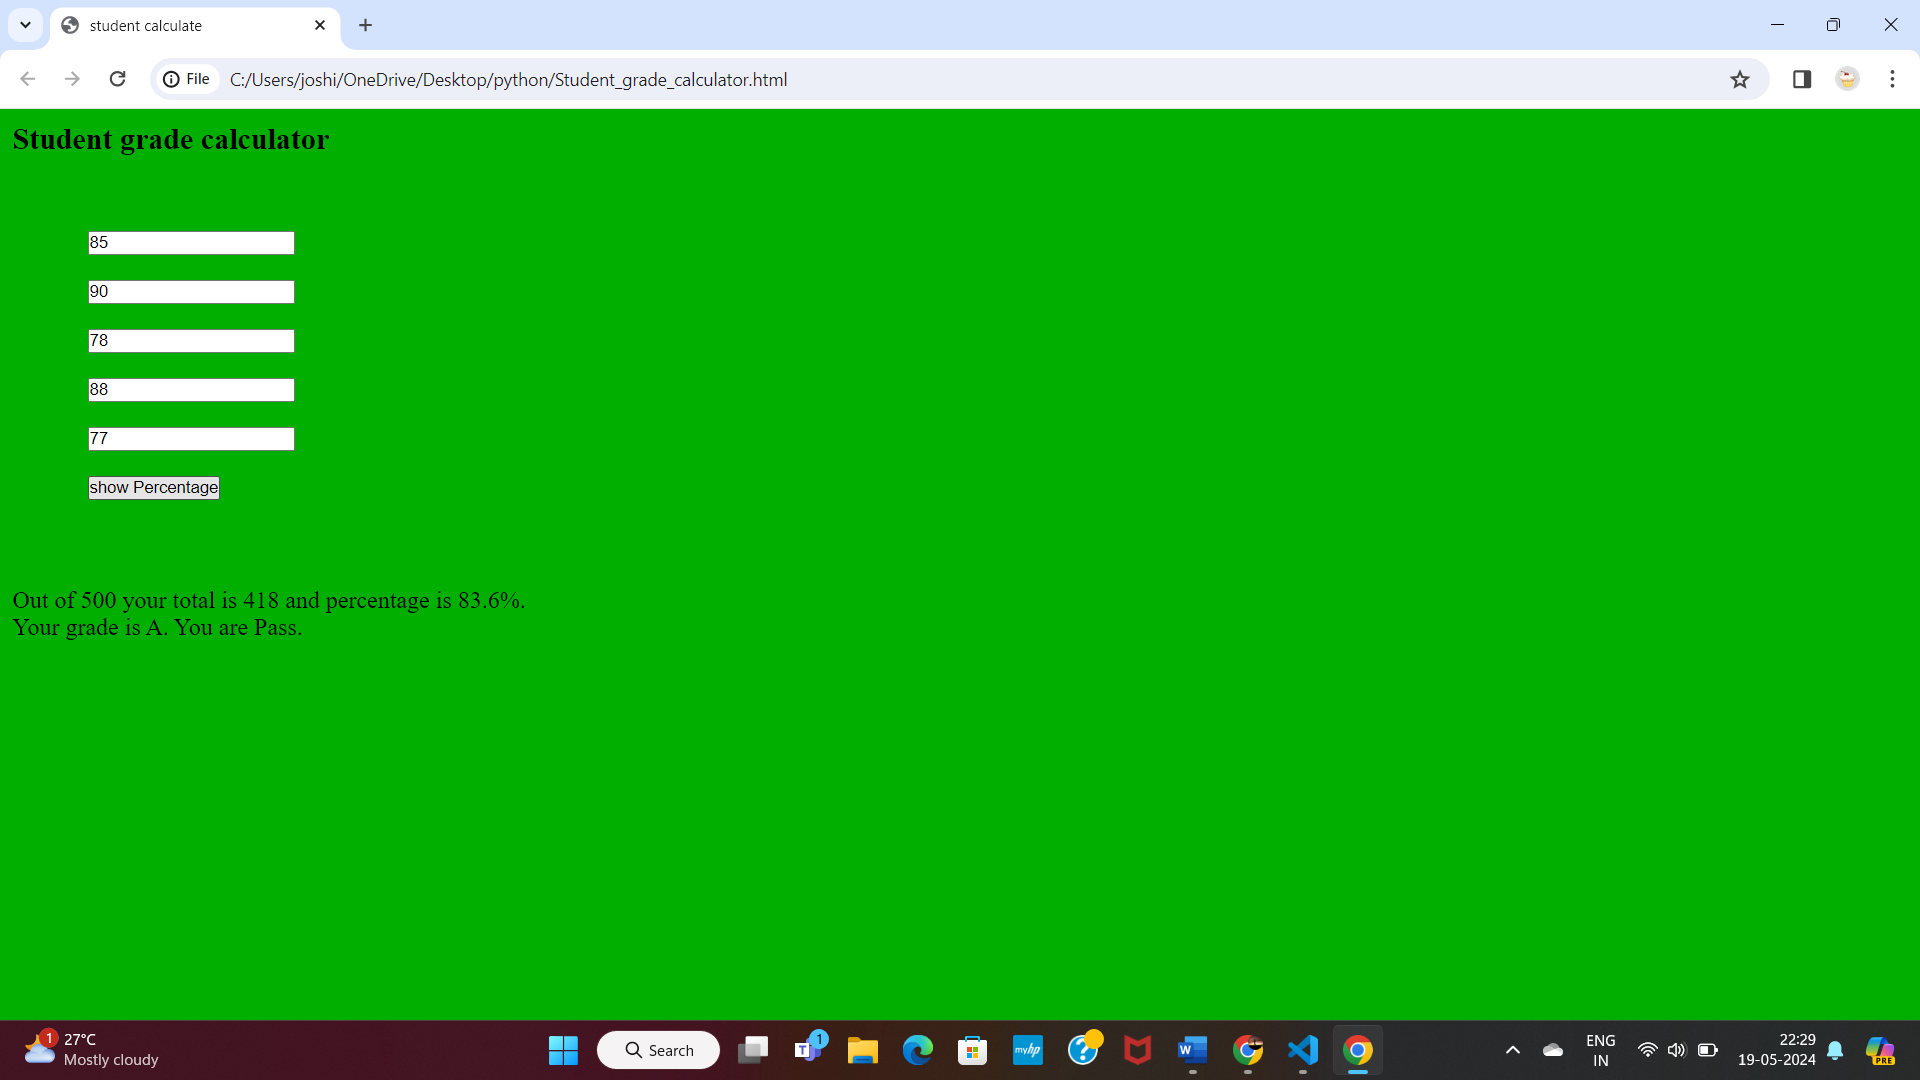 student calculate
File
C:/Users/joshi/OneDrive/Desktop/python/Student_grade_calculator.html
Student grade calculator
85
90
78
88
77
show Percentage
Out of 500 your total is 418 and percentage is 83.6%.
Your grade is A. You are Pass.
1
27°C
Mostly cloudy
Search
1
T
myhp
?
W
ENG
IN
22:29
19-05-2024
PRE